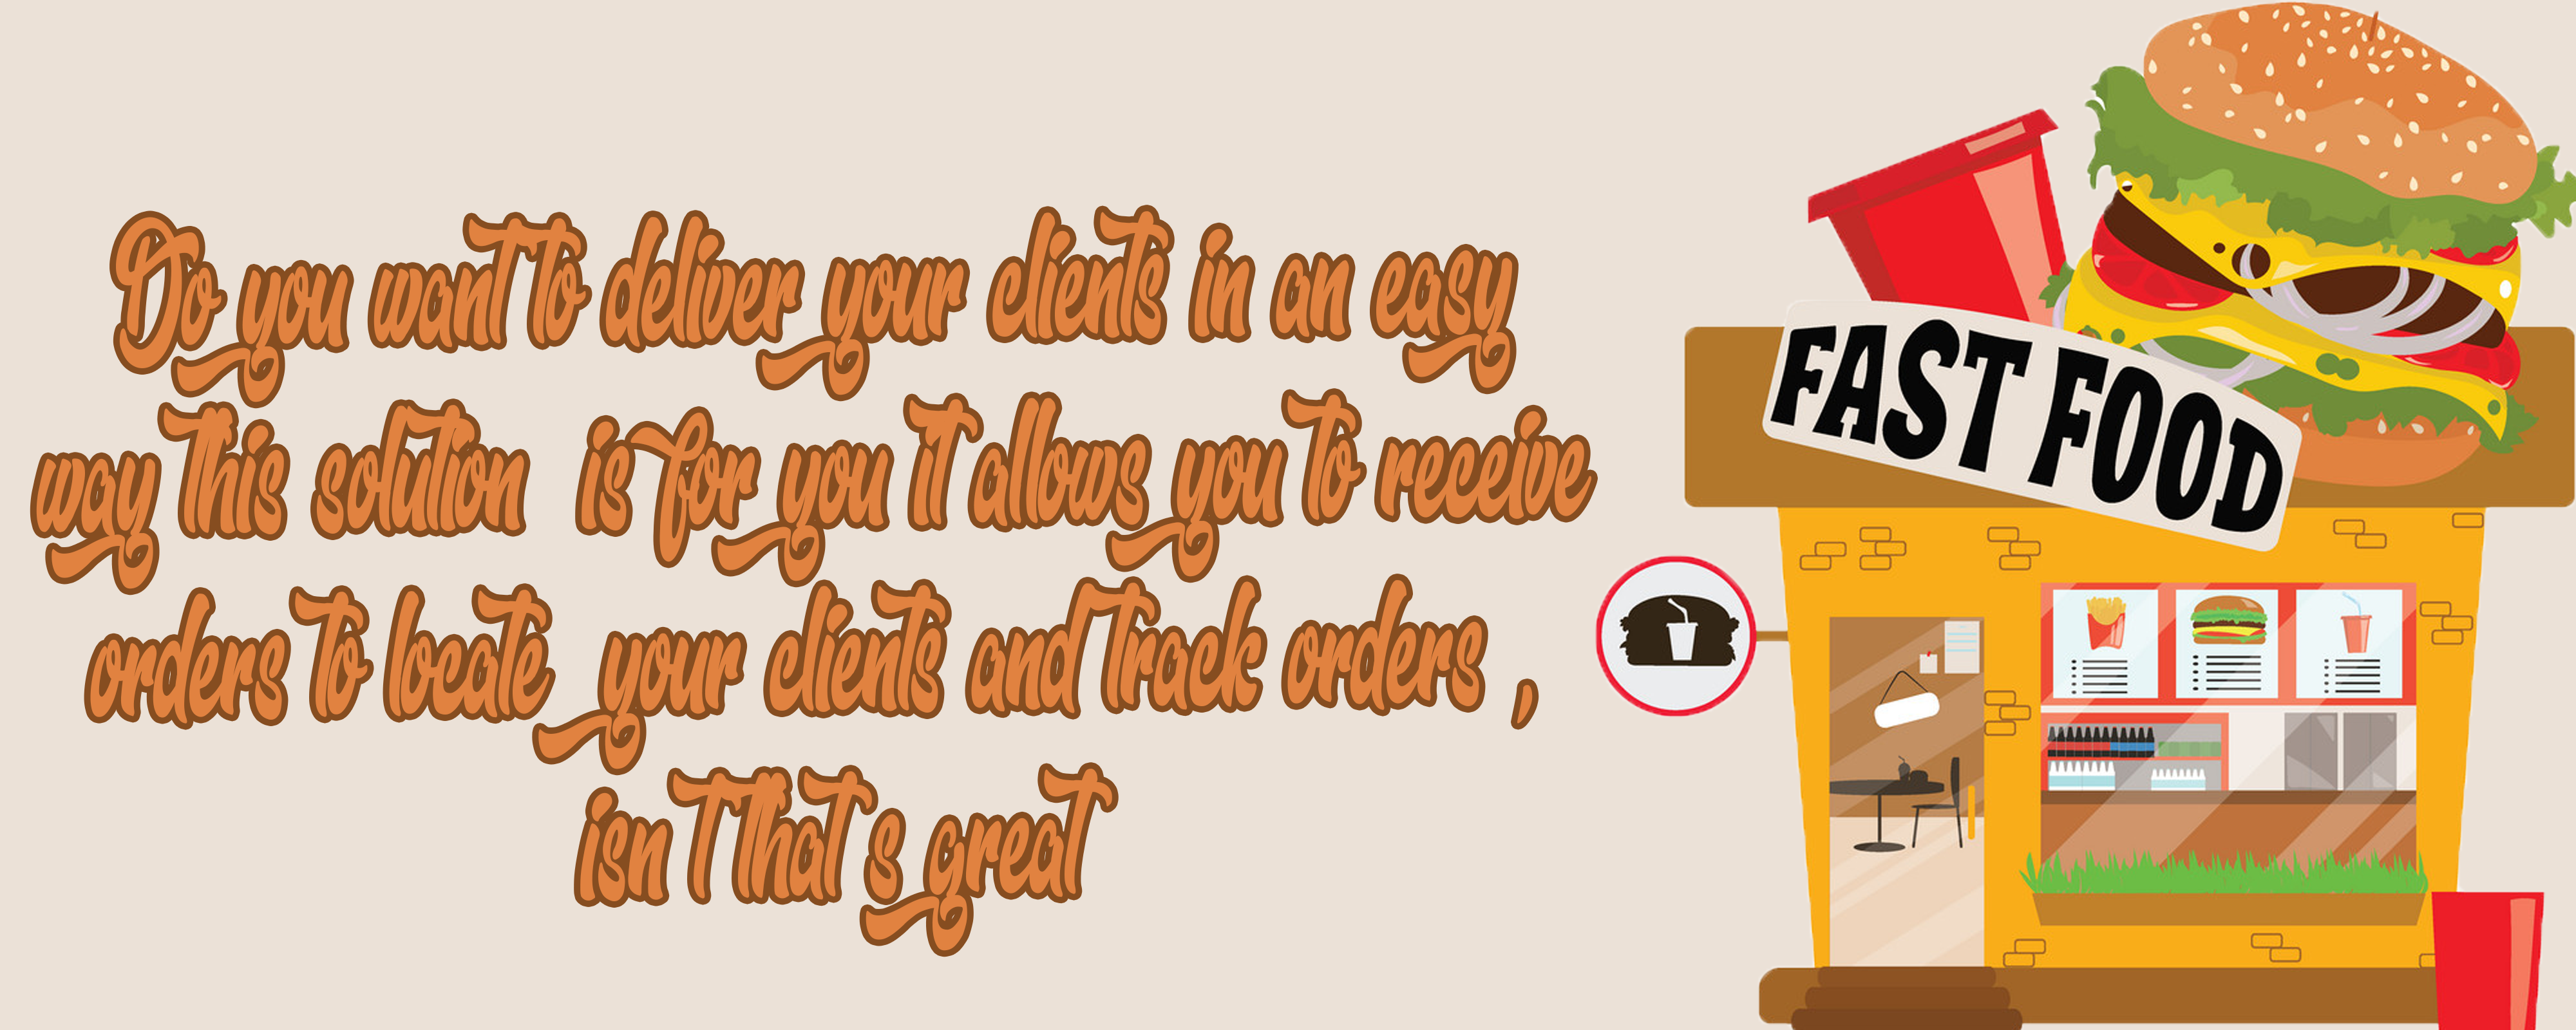 Do you want to deliver your clients in an easy
way this solution is for you it allows you to receive
orders to locate your clients and track orders ,
isn t that s great
FAST FOOD